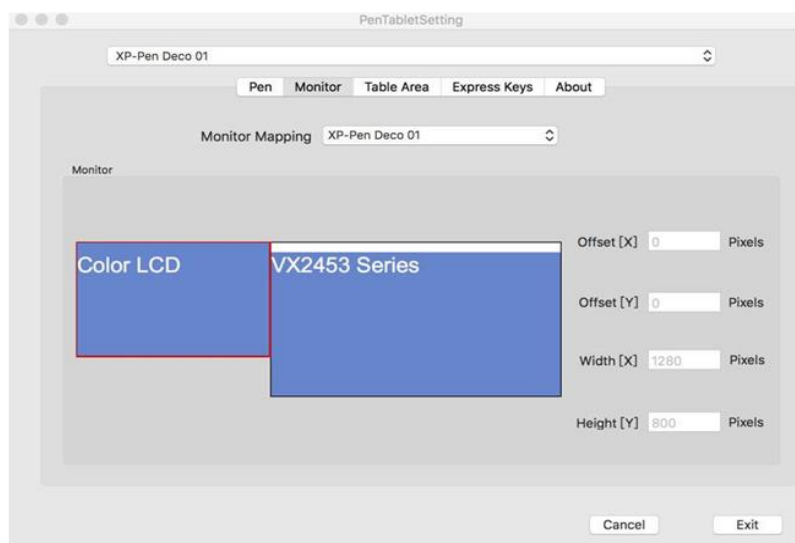 PenTabletSetting
XP-Pen Deco 01
Pen Monitor Table Area Express Keys About
Monitor Mapping XP-Pen Deco 01
Monitor
Color LCD
VX2453 Series
Offset [X] 0 Pixels
Offset [Y] 0 Pixels
Width [X] 1280 Pixels
Height [Y] 800 Pixels
Cancel Exit